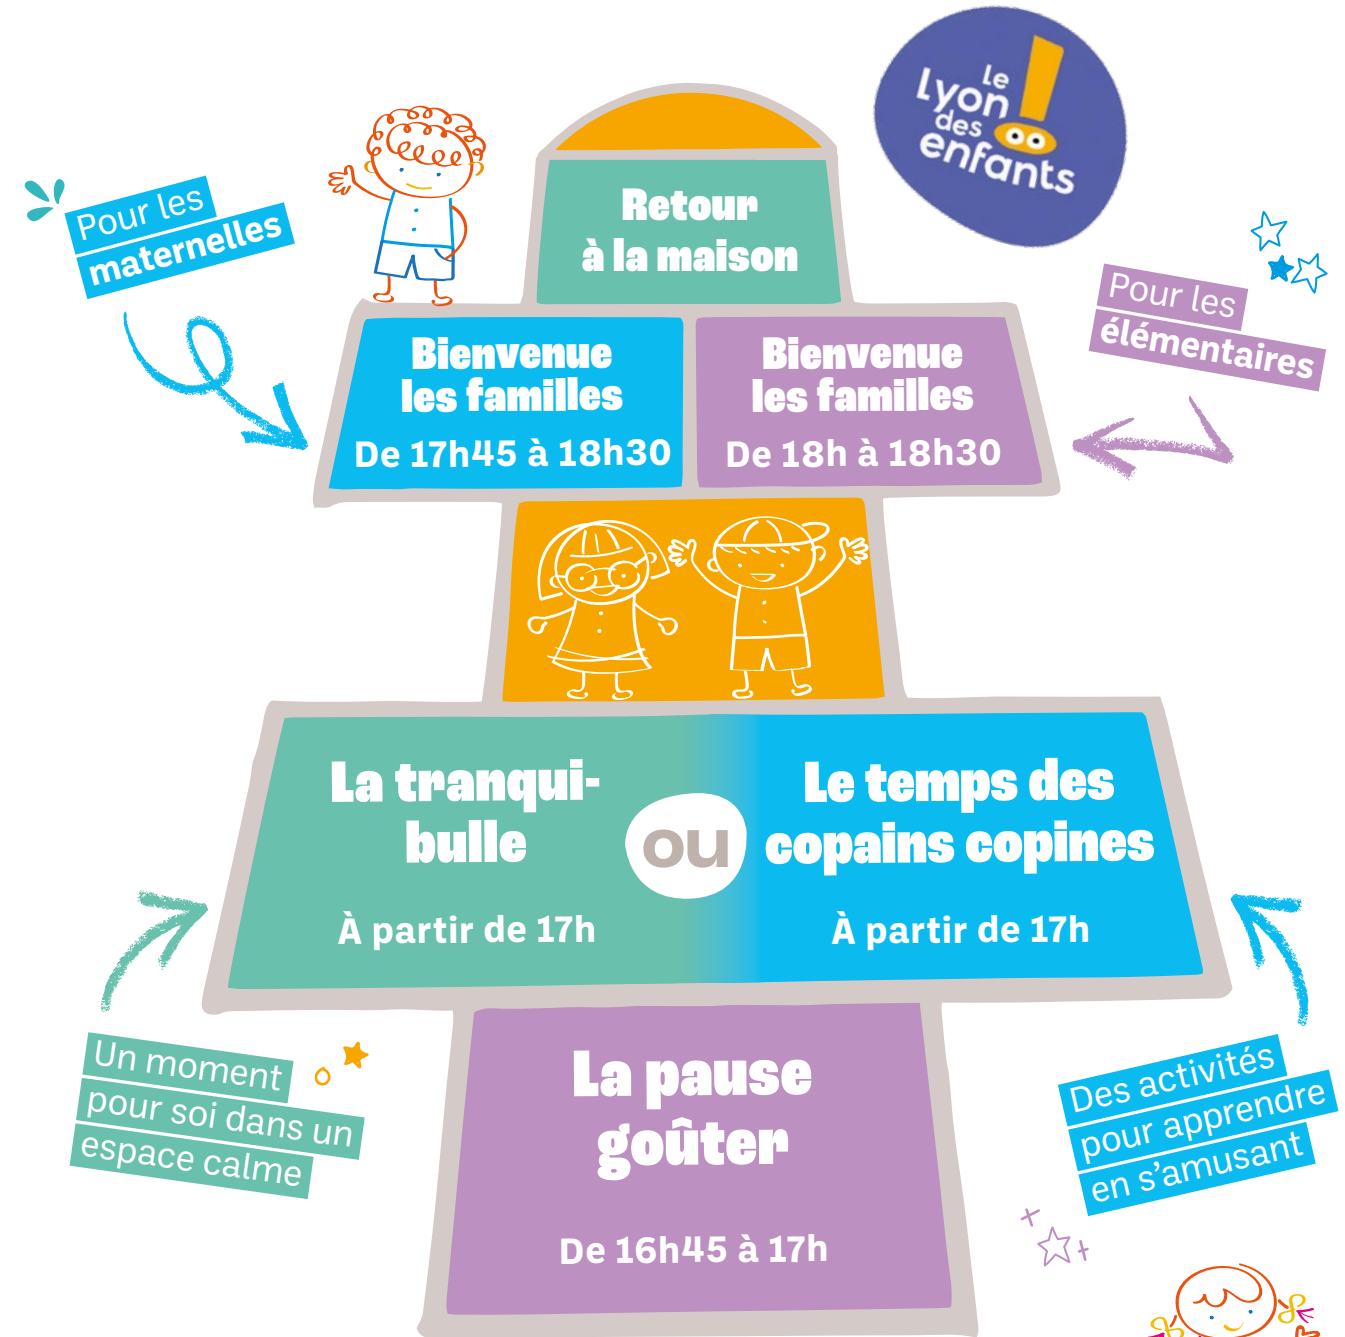 Le
Lyon
des
enfants
Retour
à la maison
Pour les
maternelles
Pour les
élémentaires
Bienvenue
les familles
De 17h45 à 18h30
Bienvenue
les familles
De 18h à 18h30
La tranqui-
bulle
À partir de 17h
ou
Le temps des
copains copines
À partir de 17h
Un moment
pour soi dans un
espace calme
Des activités
pour apprendre
en s'amusant
La pause
goûter
De 16h45 à 17h